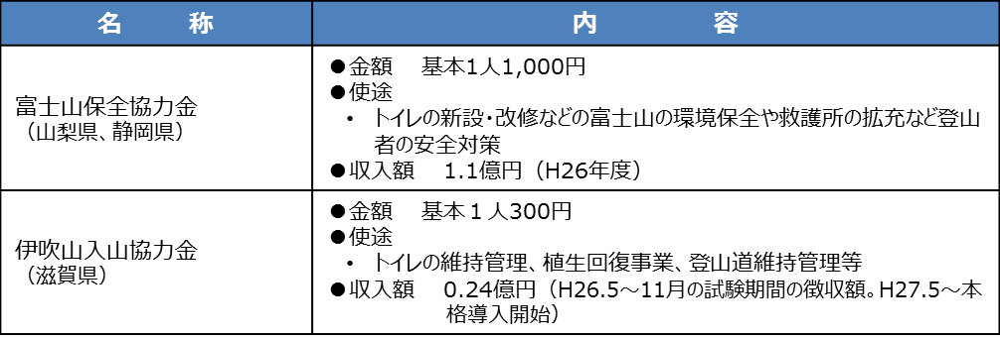 名　　称
内　　容
富士山保全協力金
（山梨県、静岡県）
●金額　基本1人1,000円
●使途
・ トイレの新設・改修などの富士山の環境保全や救護所の拡充など登山
者の安全対策
●収入額　1.1億円（H26年度）
伊吹山入山協力金
（滋賀県）
●金額　基本１人300円
●使途
・ トイレの維持管理、植生回復事業、登山道維持管理等
●収入額　0.24億円（H26.5～11月の試験期間の徴収額。H27.5～本
格導入開始）